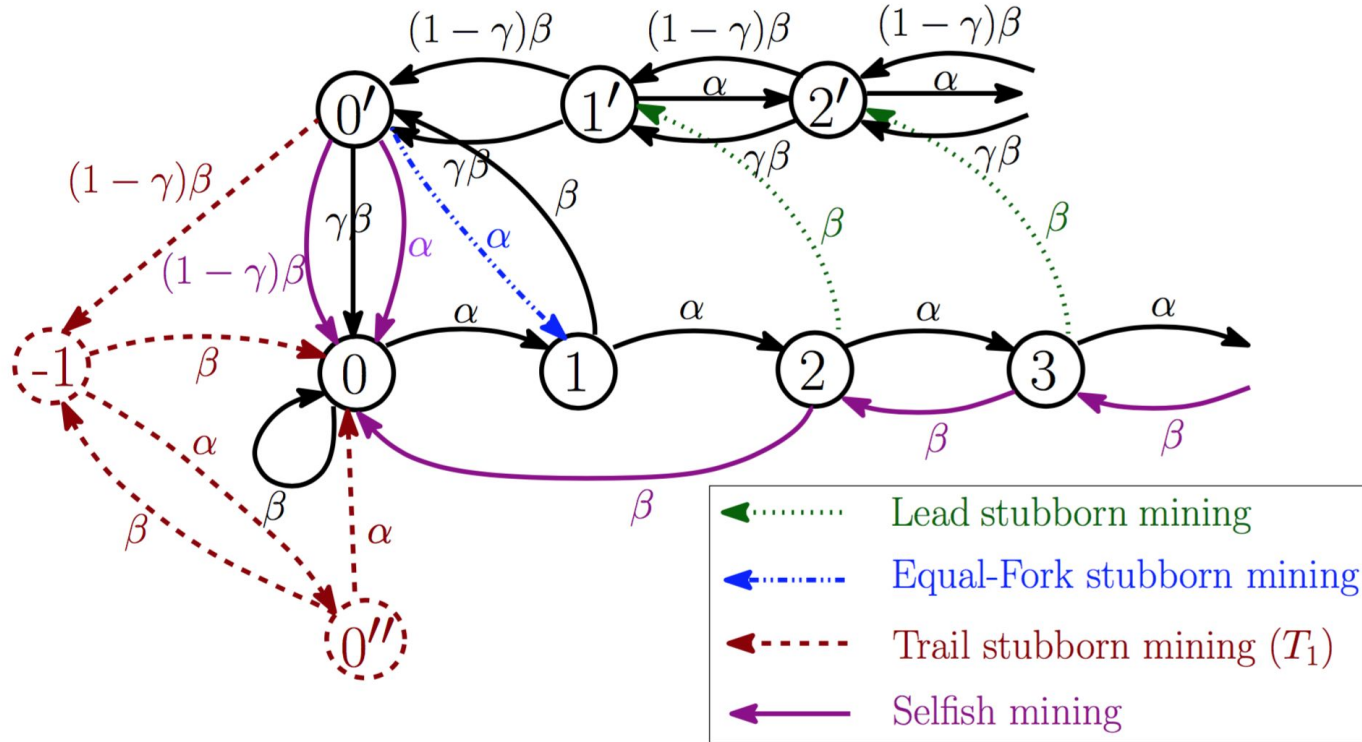 (1 − γ)β (1 − γ)β (1 − γ)β
0′ 1′ α 2′ α
(1 − γ)β γβ γβ γβ
γβ α α β β β
(1 − γ)β
α α α α
-1 β 0 1 2 3
α β β
β β β
β α
0′′
Lead stubborn mining
Equal-Fork stubborn mining
Trail stubborn mining (T₁)
Selfish mining